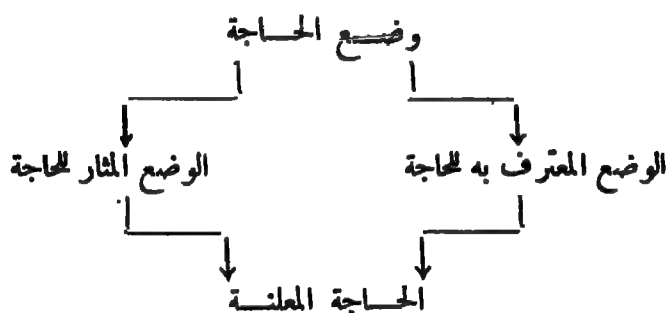 وضع الحاجة
الوضع المعترف به للحاجة
الوضع المثار للحاجة
الحاجة المعلنة